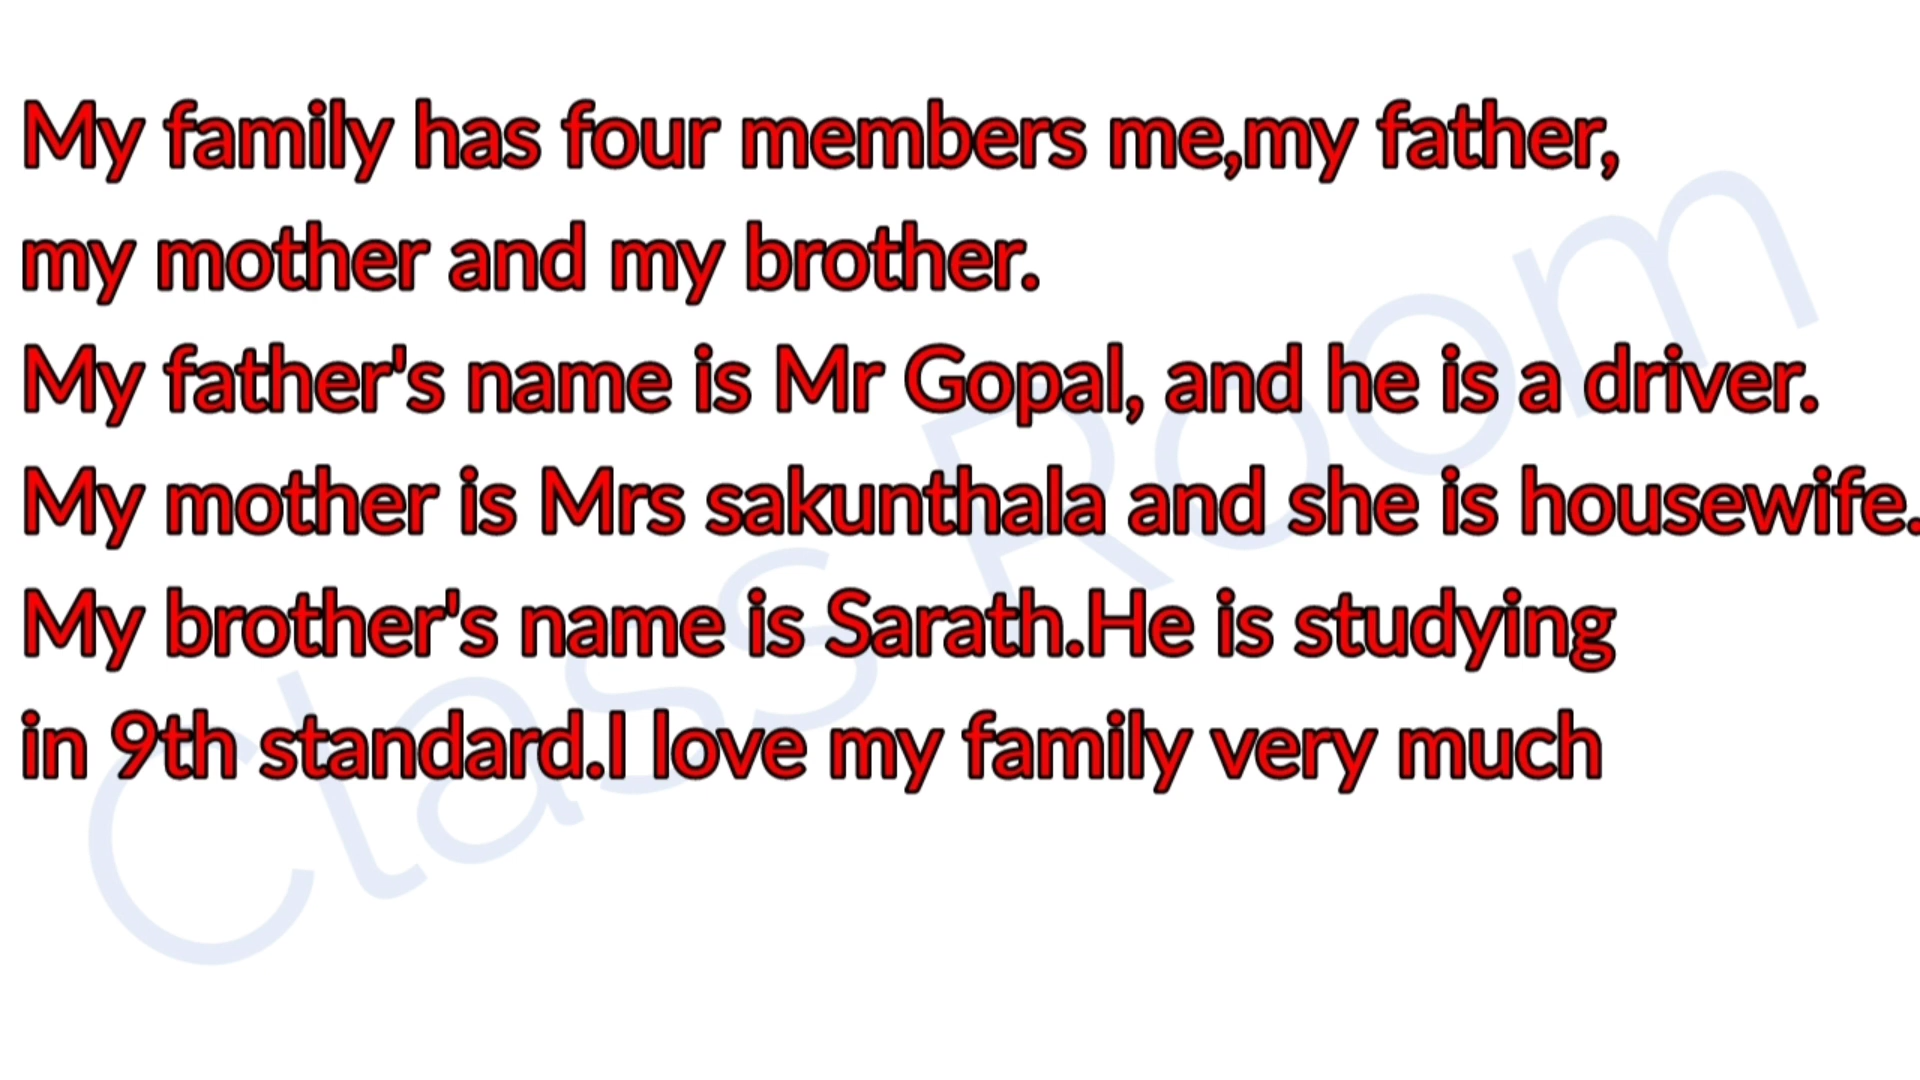 My family has four members me,my father,
my mother and my brother.
My father's name is Mr Gopal, and he is a driver.
My mother is Mrs sakunthala and she is housewife.
My brother's name is Sarath.He is studying
in 9th standard.I love my family very much
Class Room